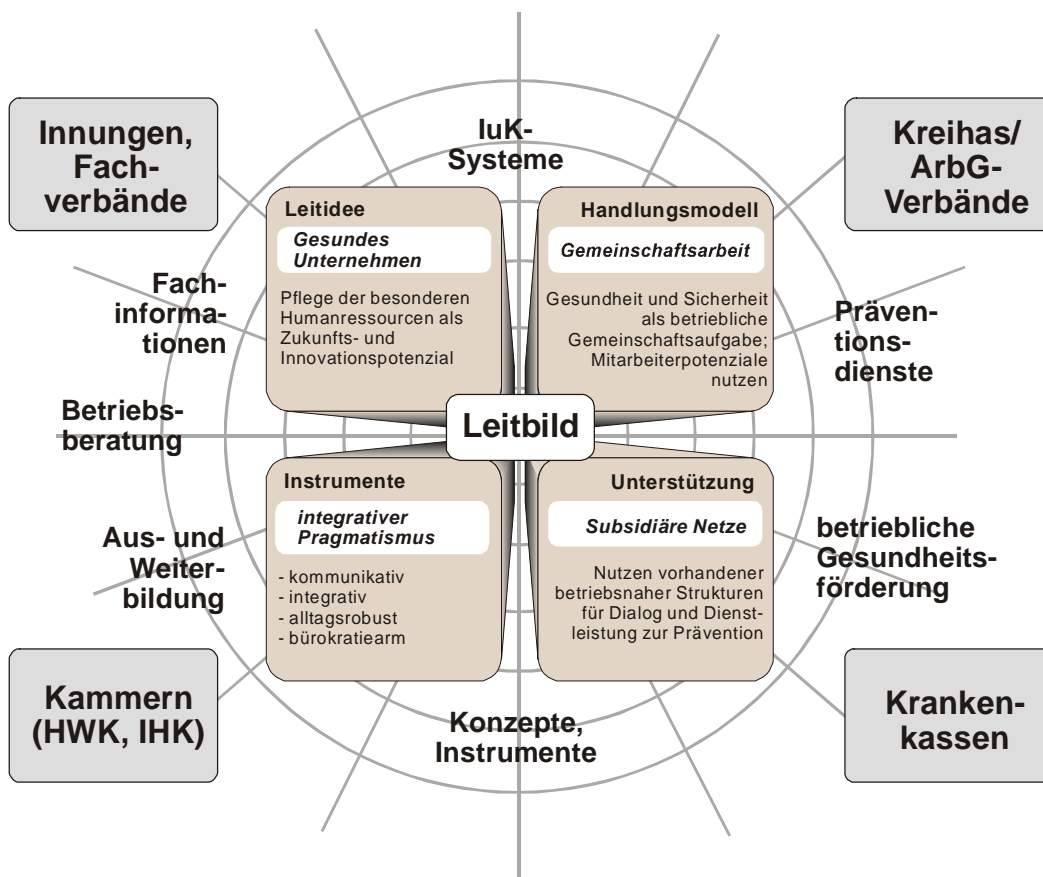 Innungen,
Fach-
verbände
IuK-
Systeme
Kreihas/
ArbG-
Verbände
Leitidee
Gesundes
Unternehmen
Pflege der besonderen
Humanressourcen als
Zukunfts- und
Innovationspotenzial
Handlungsmodell
Gemeinschaftsarbeit
Gesundheit und Sicherheit
als betriebliche
Gemeinschaftsaufgabe;
Mitarbeiterpotenziale
nutzen
Fach-
informa-
tionen
Präven-
tions-
dienste
Betriebs-
beratung
Leitbild
Instrumente
integrativer
Pragmatismus
- kommunikativ
- integrativ
- alltagsrobust
- bürokratiearm
Unterstützung
Subsidiäre Netze
Nutzen vorhandener
betriebsnaher Strukturen
für Dialog und Dienst-
leistung zur Prävention
Aus- und
Weiter-
bildung
betriebliche
Gesundheits-
förderung
Kammern
(HWK, IHK)
Konzepte,
Instrumente
Kranken-
kassen